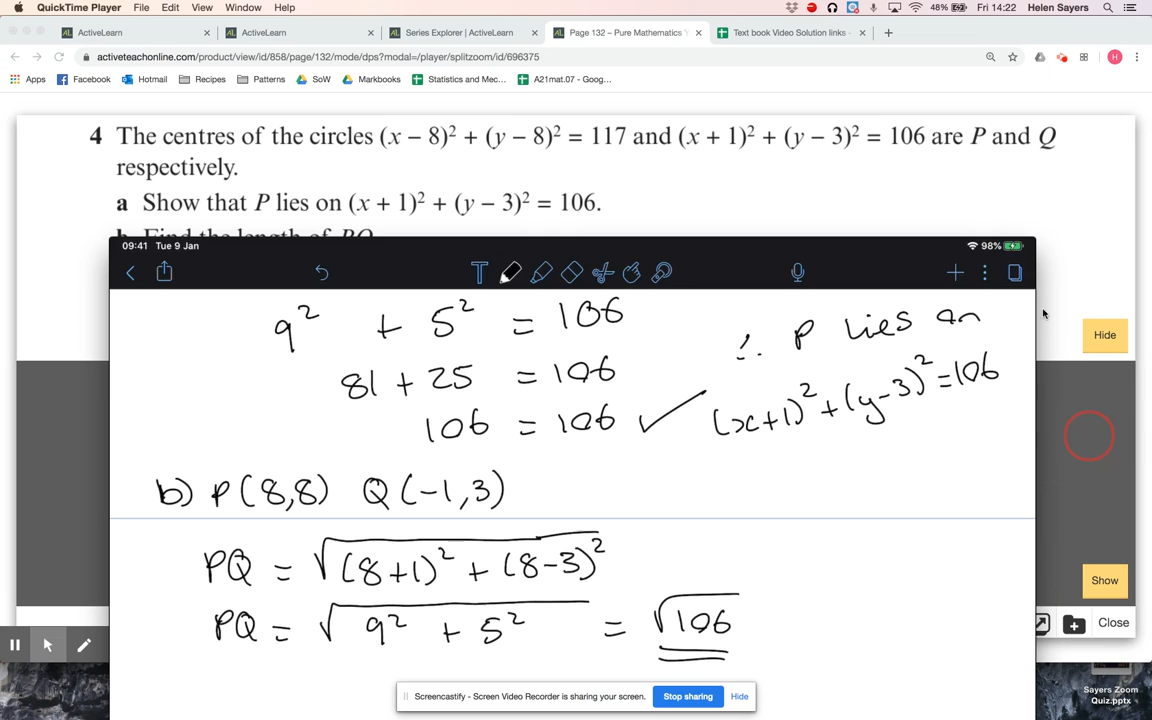 QuickTime Player File Edit View Window Help 48% Fri 14:22 Helen Sayers
ActiveLearn × ActiveLearn × Series Explorer | ActiveLearn × Page 132 – Pure Mathematics × Text book Video Solution links - × +
activeteachonline.com/product/view/id/858/page/132/mode/dps?modal=/player/splitzoom/id/696375 H
Apps Facebook Hotmail Recipes Patterns SoW Markbooks Statistics and Mec... A21mat.07 - Goog...
4 The centres of the circles (x − 8)² + (y − 8)² = 117 and (x + 1)² + (y − 3)² = 106 are P and Q
respectively.
a Show that P lies on (x + 1)² + (y − 3)² = 106.
b Find the length of PQ
09:41 Tue 9 Jan 98%
T
9² + 5² = 106
∴ P lies on
Hide
81 + 25 = 106
(x+1)² + (y-3)² = 106
106 = 106 ✓
b) P(8,8) Q(-1,3)
PQ = √(8+1)² + (8-3)²
Show
PQ = √9² + 5² = √106
Close
Screencastify - Screen Video Recorder is sharing your screen. Stop sharing Hide
Sayers Zoom
Quiz.pptx